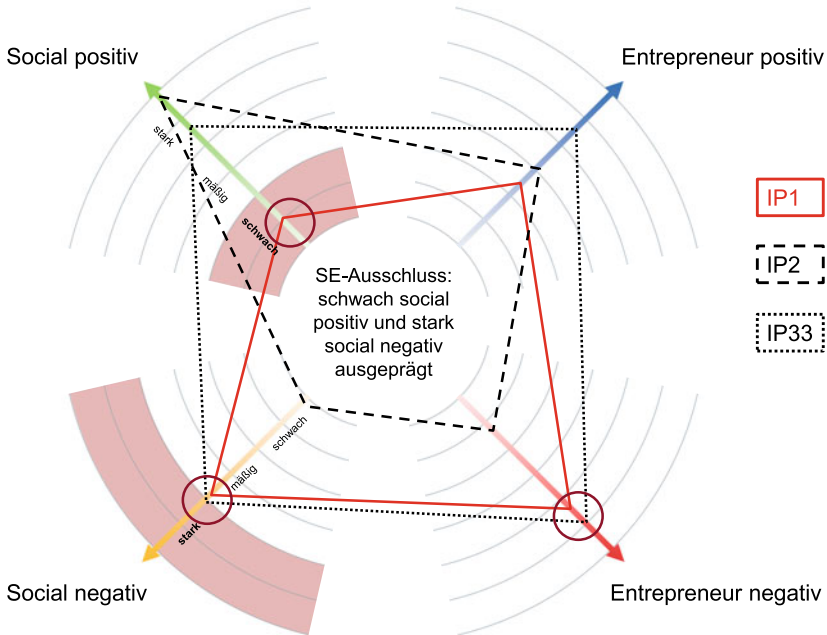 Social positiv
Entrepreneur positiv
stark
mäßig
schwach
IP1
IP2
IP33
SE-Ausschluss:
schwach social
positiv und stark
social negativ
ausgeprägt
schwach
mäßig
stark
Social negativ
Entrepreneur negativ